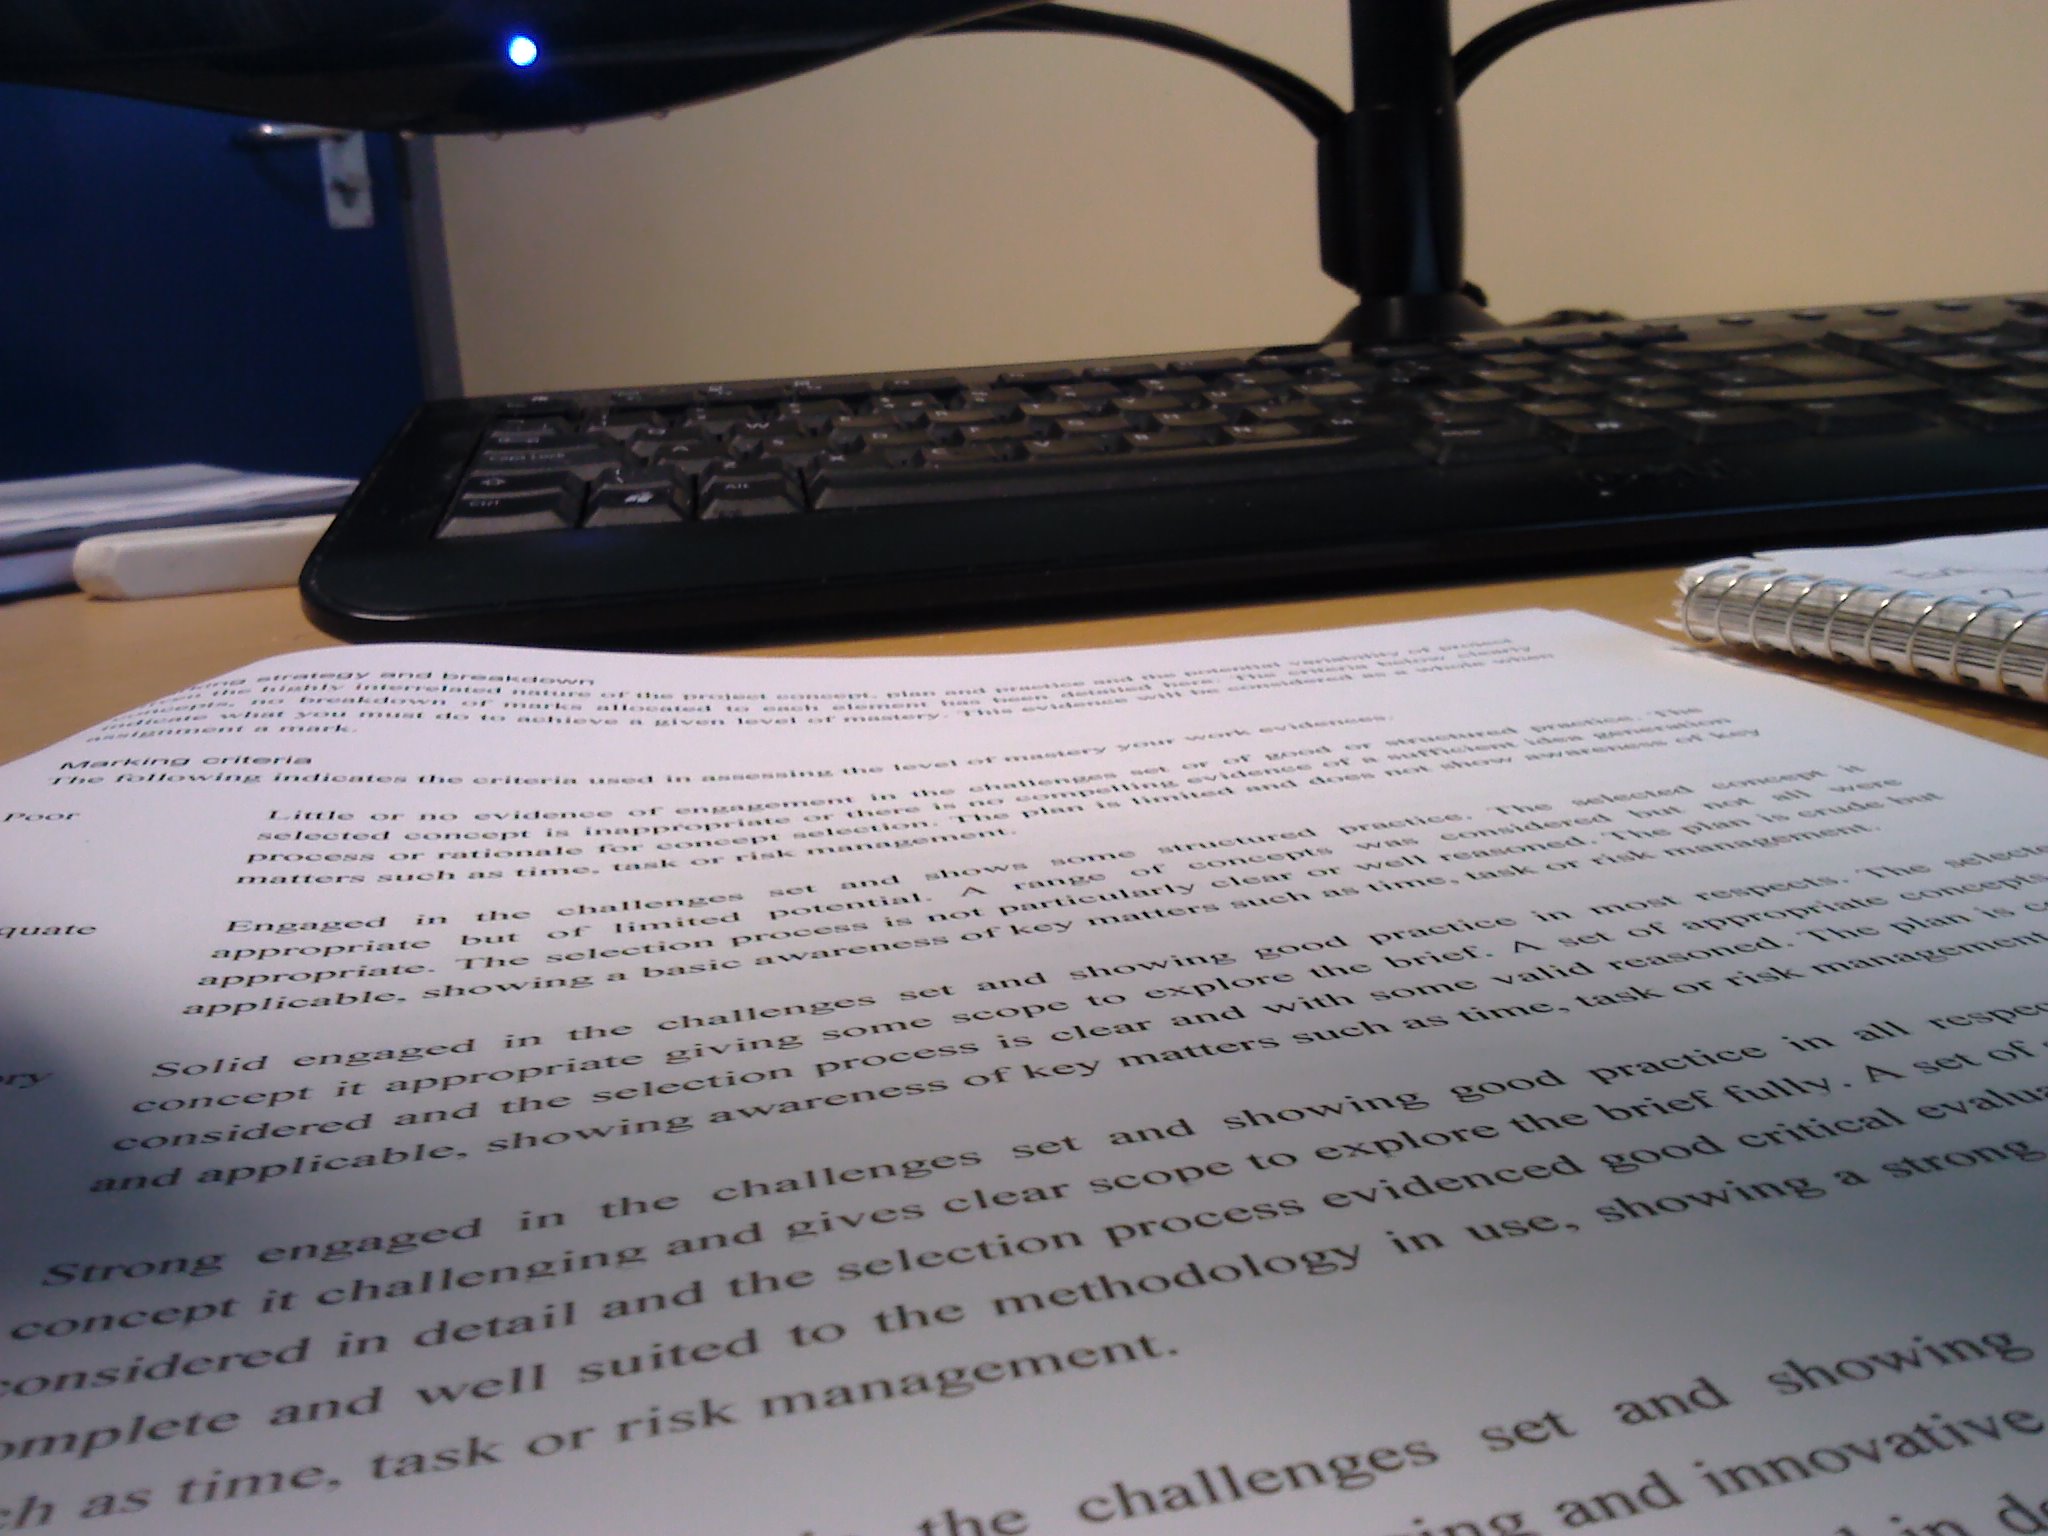 strategy and breakdown
the highly interrelated nature of the project concept, plan and practice and the potential variability of project
concepts, no breakdown of marks allocated to each element has been detailed here. The criteria below clearly
indicate what you must do to achieve a given level of mastery. This evidence will be considered as a whole when
assignment a mark.
Marking criteria
The following indicates the criteria used in assessing the level of mastery your work evidences.
Poor
Little or no evidence of engagement in the challenges set or of good or structured practice. The
selected concept is inappropriate or there is no compelling evidence of a sufficient idea generation
process or rationale for concept selection. The plan is limited and does not show awareness of key
matters such as time, task or risk management.
quate
Engaged in the challenges set and shows some structured practice. The selected concept it
appropriate but of limited potential. A range of concepts was considered but not all were
appropriate. The selection process is not particularly clear or well reasoned. The plan is crude but
applicable, showing a basic awareness of key matters such as time, task or risk management.
ory
Solid engaged in the challenges set and showing good practice in most respects. The selecte
concept it appropriate giving some scope to explore the brief. A set of appropriate concepts
considered and the selection process is clear and with some valid reasoned. The plan is c
and applicable, showing awareness of key matters such as time, task or risk management
Strong engaged in the challenges set and showing good practice in all respec
concept it challenging and gives clear scope to explore the brief fully. A set of
considered in detail and the selection process evidenced good critical evalua
omplete and well suited to the methodology in use, showing a strong
ch as time, task or risk management.
the challenges set and showing
and innovative
in de
Caps Lock
W
A
Ctrl
Alt